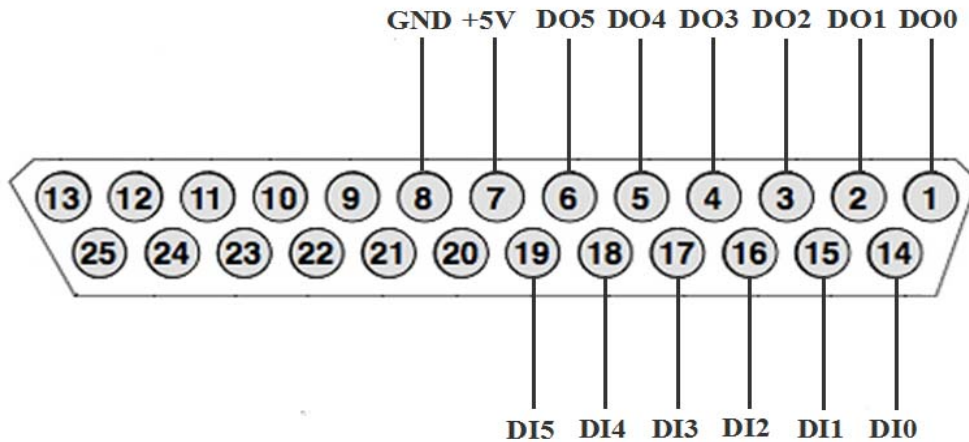 GND +5V DO5 DO4 DO3 DO2 DO1 DO0
13 12 11 10 9 8 7 6 5 4 3 2 1
25 24 23 22 21 20 19 18 17 16 15 14
DI5 DI4 DI3 DI2 DI1 DI0